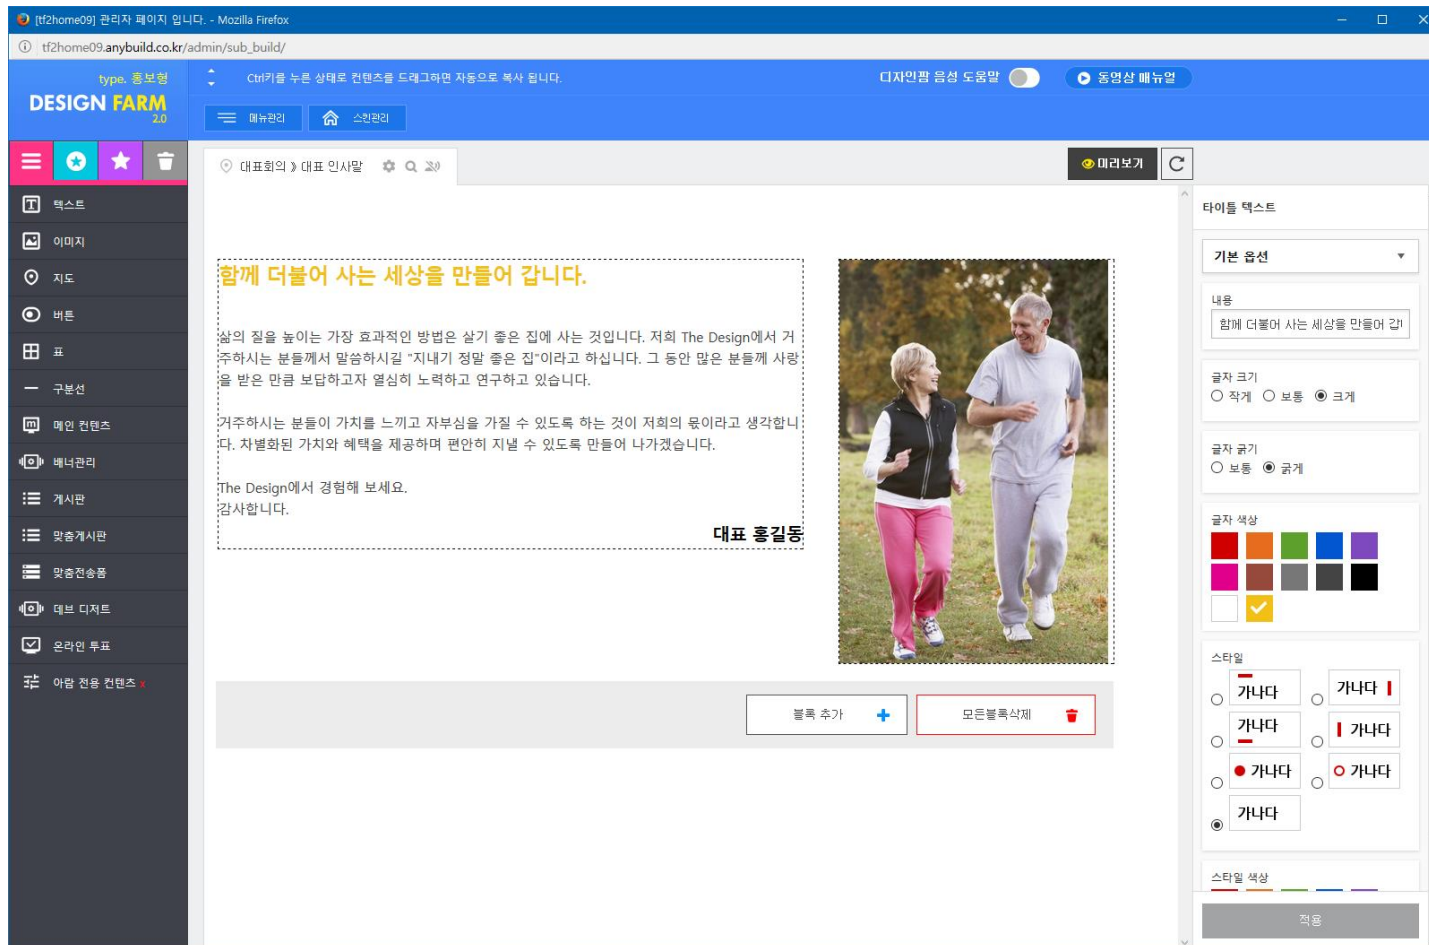 [tf2home09] 관리자 페이지 입니다. - Mozilla Firefox
tf2home09.anybuild.co.kr/admin/sub_build/
type. 홍보형
DESIGN FARM
2.0
Ctrl키를 누른 상태로 컨텐츠를 드래그하면 자동으로 복사 됩니다.
디자인팜 음성 도움말
동영상 매뉴얼
메뉴관리
스킨관리
대표회의 》 대표 인사말
미리보기
텍스트
이미지
지도
버튼
표
구분선
메인 컨텐츠
배너관리
게시판
맞춤게시판
맞춤전송폼
데브 디저트
온라인 투표
아람 전용 컨텐츠 x
함께 더불어 사는 세상을 만들어 갑니다.
삶의 질을 높이는 가장 효과적인 방법은 살기 좋은 집에 사는 것입니다. 저희 The Design에서 거
주하시는 분들께서 말씀하시길 "지내기 정말 좋은 집"이라고 하십니다. 그 동안 많은 분들께 사랑
을 받은 만큼 보답하고자 열심히 노력하고 연구하고 있습니다.
거주하시는 분들이 가치를 느끼고 자부심을 가질 수 있도록 하는 것이 저희의 몫이라고 생각합니
다. 차별화된 가치와 혜택을 제공하며 편안히 지낼 수 있도록 만들어 나가겠습니다.
The Design에서 경험해 보세요.
감사합니다.
대표 홍길동
블록 추가
모든블록삭제
타이틀 텍스트
기본 옵션
내용
함께 더불어 사는 세상을 만들어 갑니
글자 크기
작게 보통 크게
글자 굵기
보통 굵게
글자 색상
스타일
가나다 가나다
가나다 가나다
가나다 가나다
가나다
스타일 색상
적용